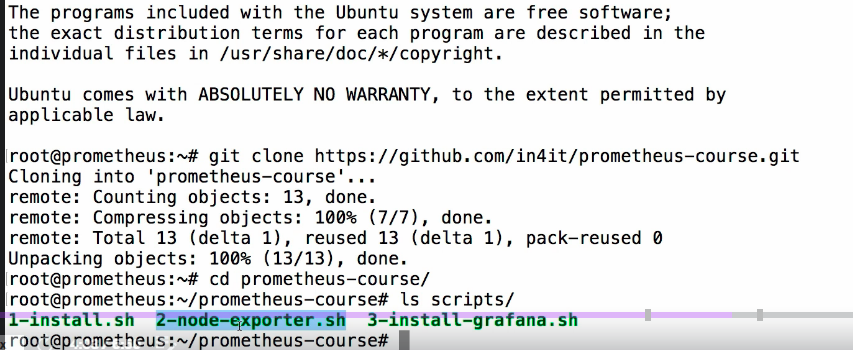 The programs included with the Ubuntu system are free software;
the exact distribution terms for each program are described in the
individual files in /usr/share/doc/*/copyright.
Ubuntu comes with ABSOLUTELY NO WARRANTY, to the extent permitted by
applicable law.
root@prometheus:~# git clone https://github.com/in4it/prometheus-course.git
Cloning into 'prometheus-course'...
remote: Counting objects: 13, done.
remote: Compressing objects: 100% (7/7), done.
remote: Total 13 (delta 1), reused 13 (delta 1), pack-reused 0
Unpacking objects: 100% (13/13), done.
root@prometheus:~# cd prometheus-course/
root@prometheus:~/prometheus-course# ls scripts/
1-install.sh  2-node-exporter.sh  3-install-grafana.sh
root@prometheus:~/prometheus-course#